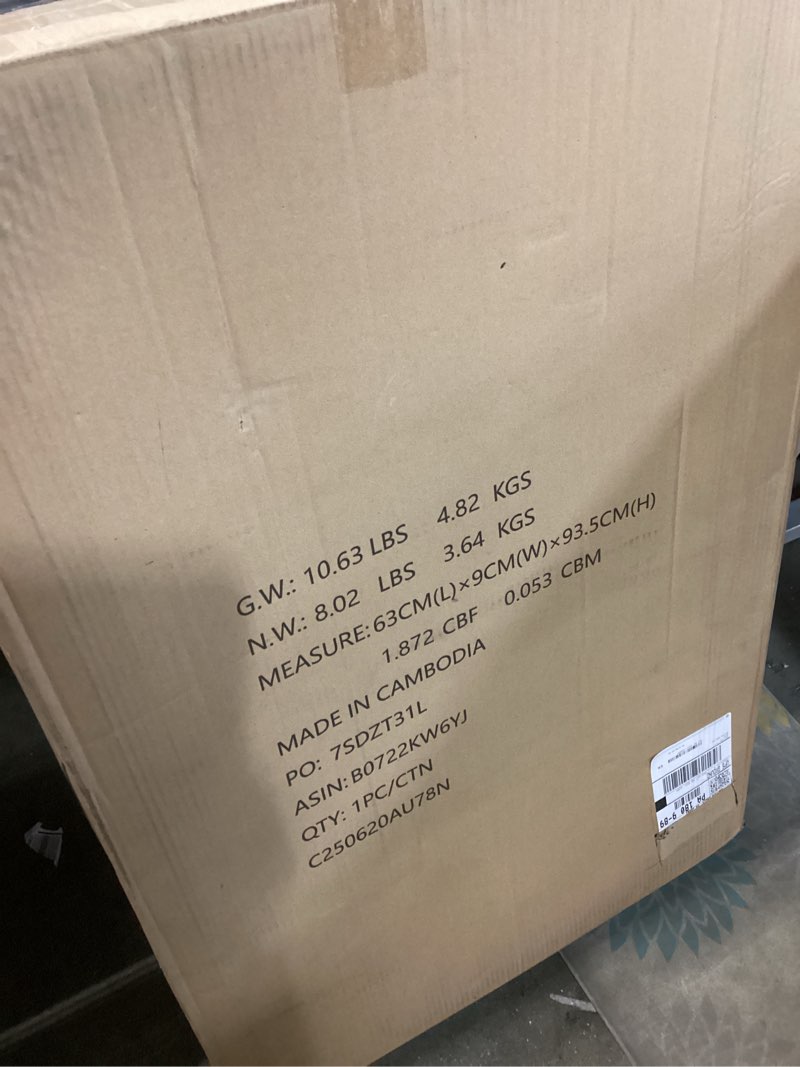 G.W.: 10.63 LBS 4.82 KGS
N.W.: 8.02 LBS 3.64 KGS
MEASURE: 63CM(L)×9CM(W)×93.5CM(H)
1.872 CBF 0.053 CBM
MADE IN CAMBODIA
PO: 7SDZT31L
ASIN: B0722KW6YJ
QTY: 1PC/CTN
C250620AU78N